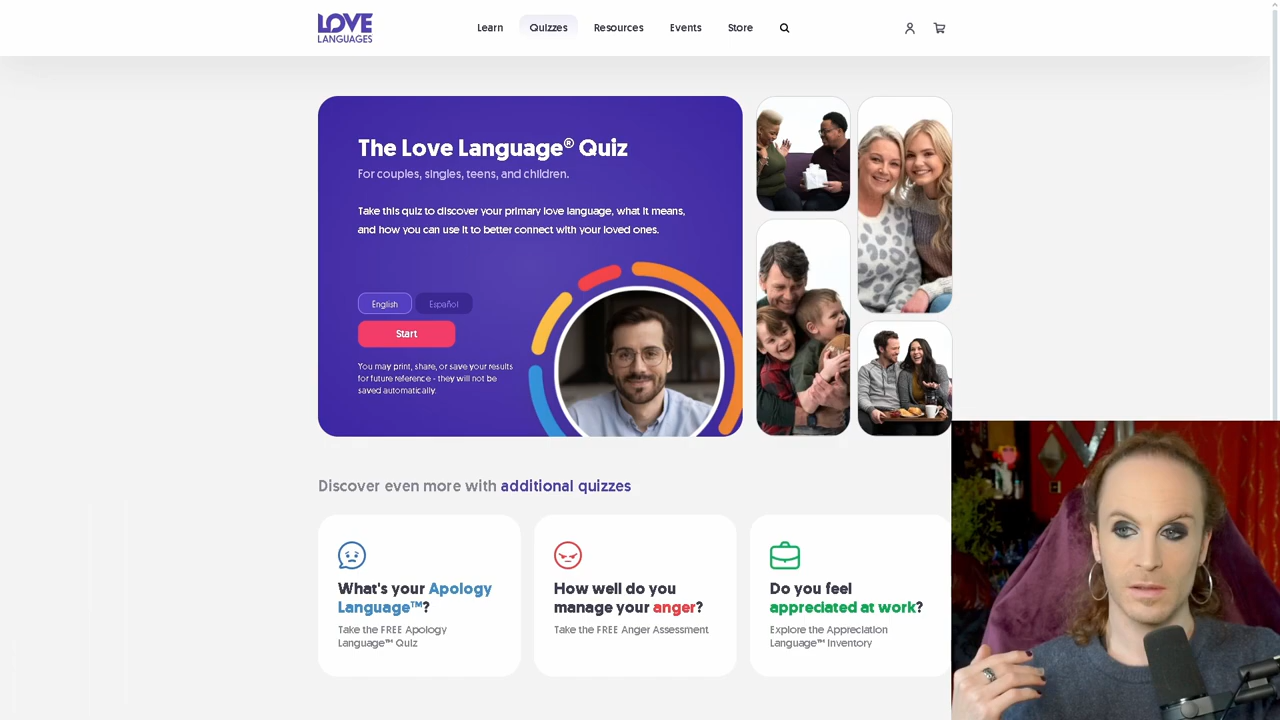 LOVE
LANGUAGES
Learn
Quizzes
Resources
Events
Store
The Love Language® Quiz
For couples, singles, teens, and children.
Take this quiz to discover your primary love language, what it means,
and how you can use it to better connect with your loved ones.
English
Español
Start
You may print, share, or save your results
for future reference - they will not be
saved automatically.
Discover even more with additional quizzes
What's your Apology
Language™?
Take the FREE Apology
Language™ Quiz
How well do you
manage your anger?
Take the FREE Anger Assessment
Do you feel
appreciated at work?
Explore the Appreciation
Language™ Inventory